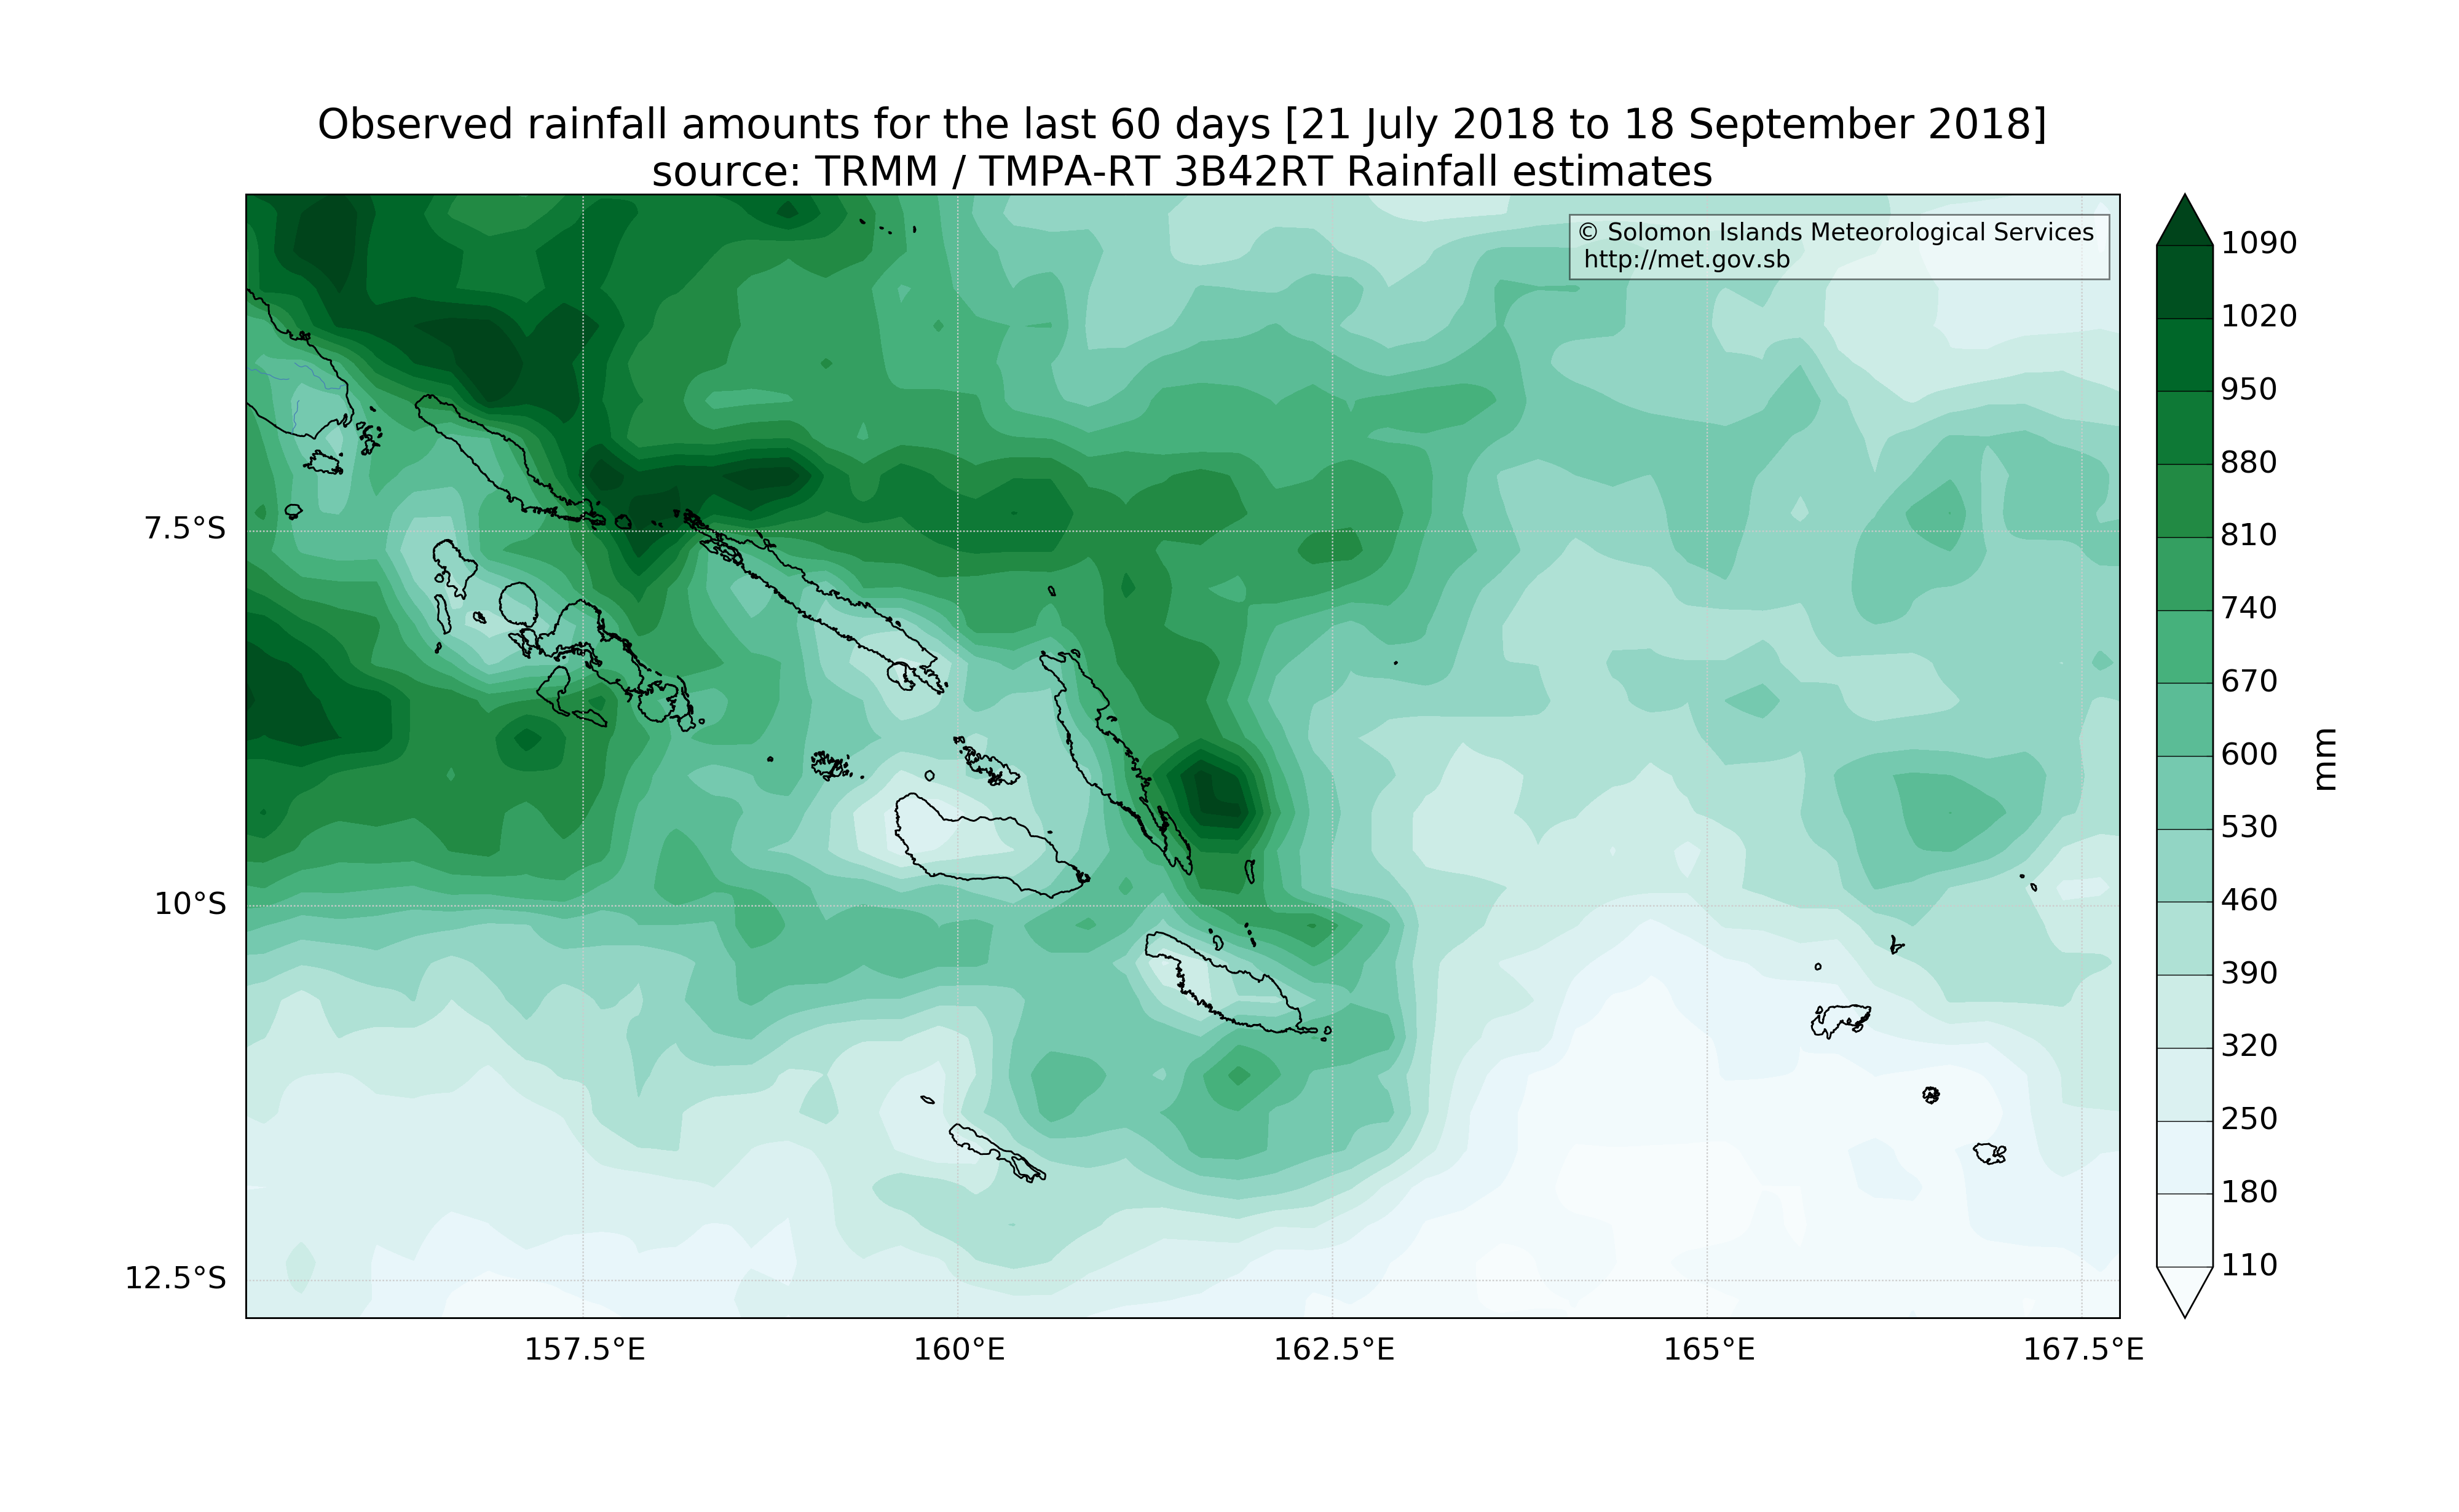 Observed rainfall amounts for the last 60 days [21 July 2018 to 18 September 2018]
source: TRMM / TMPA-RT 3B42RT Rainfall estimates
© Solomon Islands Meteorological Services
http://met.gov.sb
7.5°S
10°S
12.5°S
157.5°E
160°E
162.5°E
165°E
167.5°E
1090
1020
950
880
810
740
670
600
530
460
390
320
250
180
110
mm